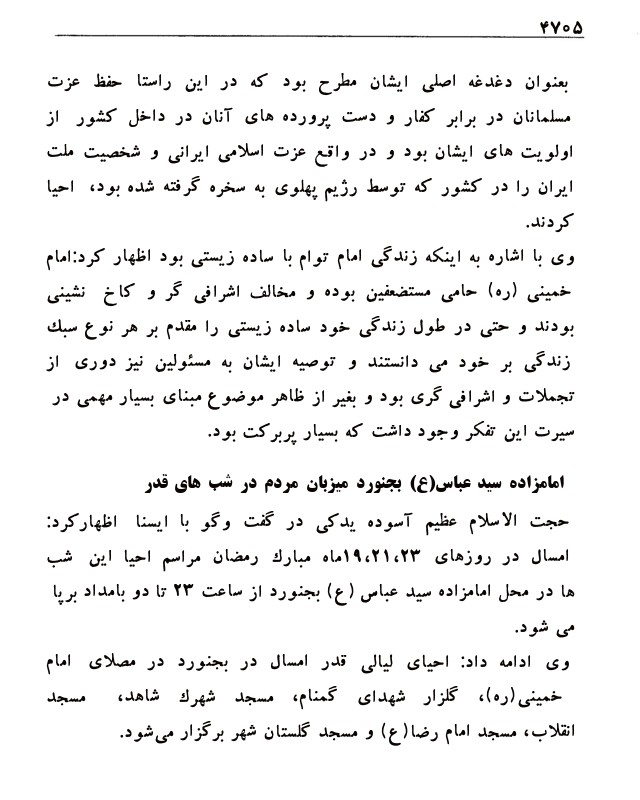 ۴۷۰۵
بعنوان دغدغه اصلی ایشان مطرح بود که در این راستا حفظ عزت
مسلمانان در برابر کفار و دست پرورده های آنان در داخل کشور از
اولویت های ایشان بود و در واقع عزت اسلامی ایرانی و شخصیت ملت
ایران را در کشور که توسط رژیم پهلوی به سخره گرفته شده بود، احیا
کردند.
وی با اشاره به اینکه زندگی امام توام با ساده زیستی بود اظهار کرد:امام
خمینی (ره) حامی مستضعفین بوده و مخالف اشرافی گر و کاخ نشینی
بودند و حتی در طول زندگی خود ساده زیستی را مقدم بر هر نوع سبك
زندگی بر خود می دانستند و توصیه ایشان به مسئولین نیز دوری از
تجملات و اشرافی گری بود و بغیر از ظاهر موضوع مبنای بسیار مهمی در
سیرت این تفکر وجود داشت که بسیار پربرکت بود.
امامزاده سید عباس(ع) بجنورد میزبان مردم در شب های قدر
حجت الاسلام عظیم آسوده یدکی در گفت وگو با ایسنا اظهارکرد:
امسال در روزهای ۱۹،۲۱،۲۳ماه مبارك رمضان مراسم احیا این شب
ها در محل امامزاده سید عباس (ع) بجنورد از ساعت ۲۳ تا دو بامداد برپا
می شود.
وی ادامه داد: احیای لیالی قدر امسال در بجنورد در مصلای امام
خمینی(ره)، گلزار شهدای گمنام، مسجد شهرك شاهد، مسجد
انقلاب، مسجد امام رضا(ع) و مسجد گلستان شهر برگزار می‌شود.